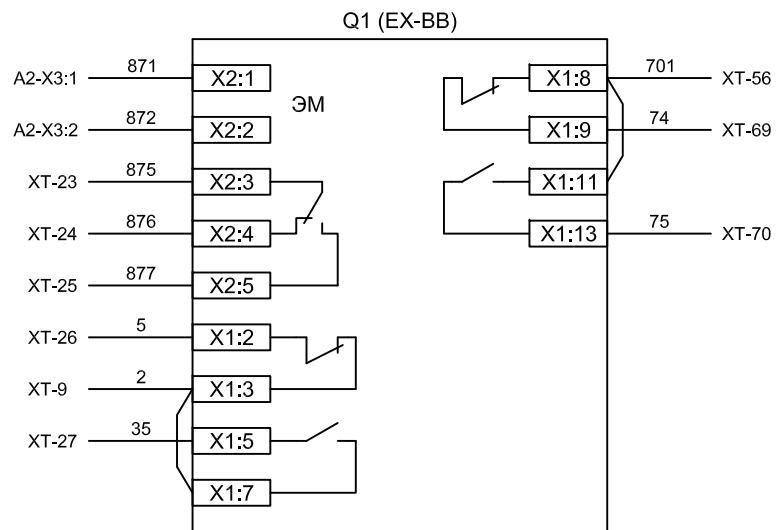 Q1 (EX-BB)
A2-X3:1 871 X2:1 X1:8 701 XT-56
ЭМ
A2-X3:2 872 X2:2 X1:9 74 XT-69
XT-23 875 X2:3 X1:11
XT-24 876 X2:4 X1:13 75 XT-70
XT-25 877 X2:5
XT-26 5 X1:2
XT-9 2 X1:3
XT-27 35 X1:5
X1:7